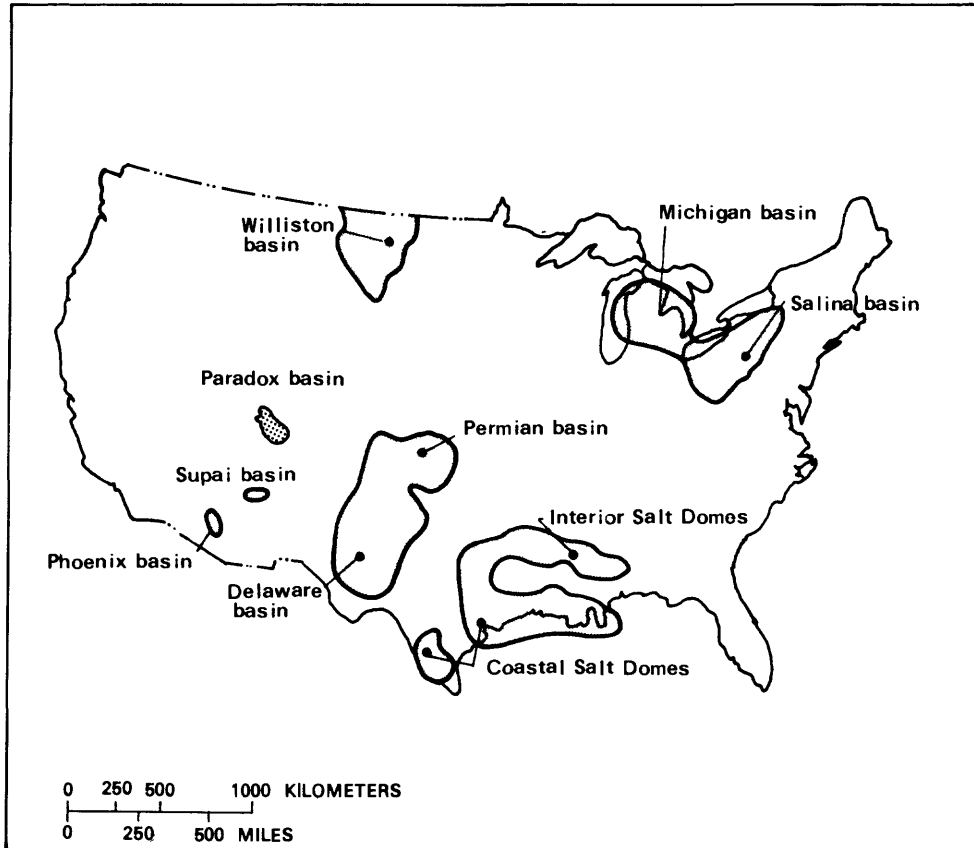 Williston
basin
Michigan basin
Salina basin
Paradox basin
Permian basin
Supai basin
Interior Salt Domes
Phoenix basin
Delaware
basin
Coastal Salt Domes
0 250 500 1000 KILOMETERS
0 250 500 MILES